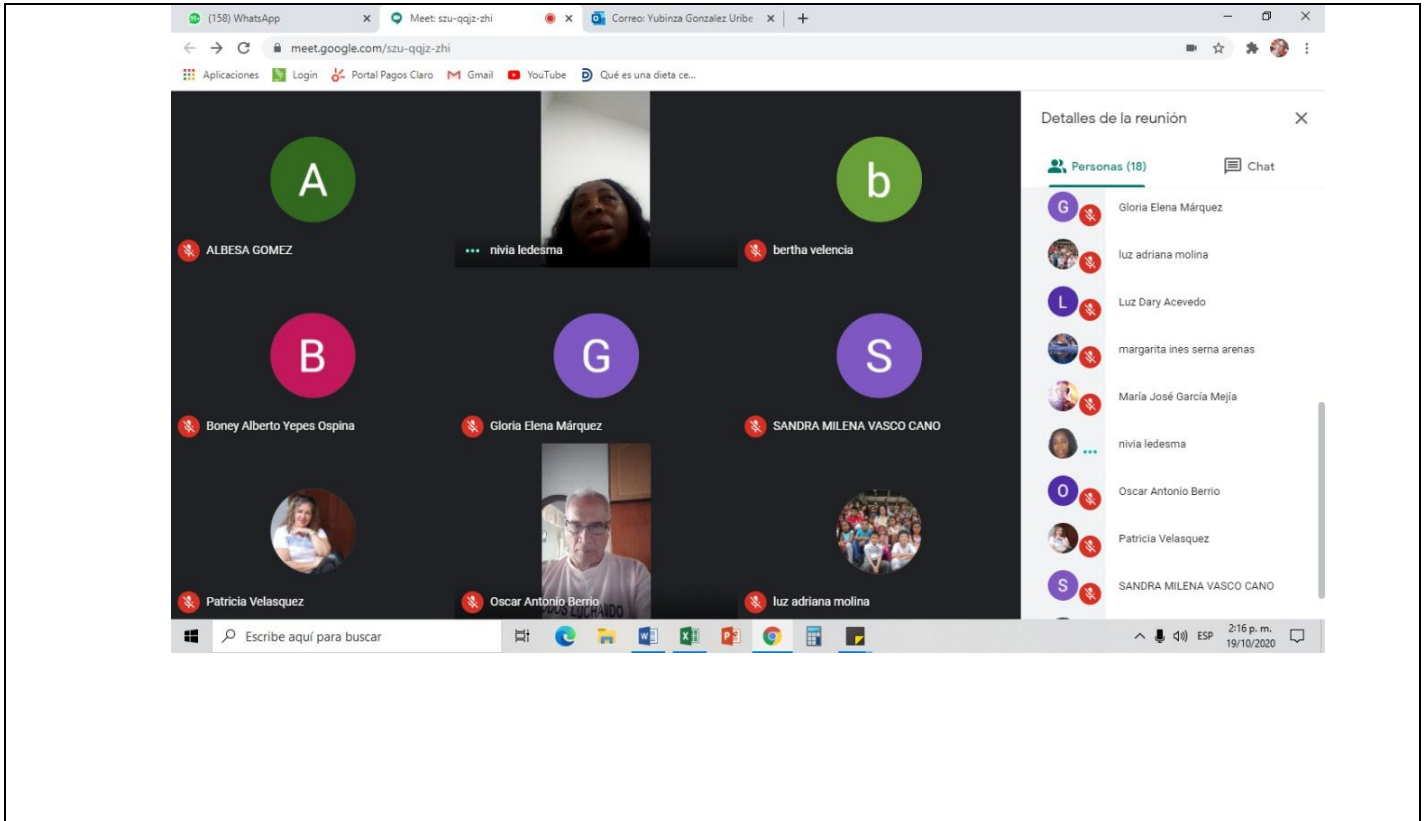 (158) WhatsApp
Meet: szu-qqjz-zhi
Correo: Yubinza Gonzalez Uribe
meet.google.com/szu-qqjz-zhi
Aplicaciones Login Portal Pagos Claro Gmail YouTube Qué es una dieta ce...
A
ALBESA GOMEZ
nivia ledesma
b
bertha velencia
B
Boney Alberto Yepes Ospina
G
Gloria Elena Márquez
S
SANDRA MILENA VASCO CANO
Patricia Velasquez
Oscar Antonio Berrio
luz adriana molina
Detalles de la reunión
Personas (18) Chat
G Gloria Elena Márquez
luz adriana molina
L Luz Dary Acevedo
margarita ines serna arenas
María José García Mejía
nivia ledesma
O Oscar Antonio Berrio
Patricia Velasquez
S SANDRA MILENA VASCO CANO
Escribe aquí para buscar
ESP
2:16 p. m.
19/10/2020